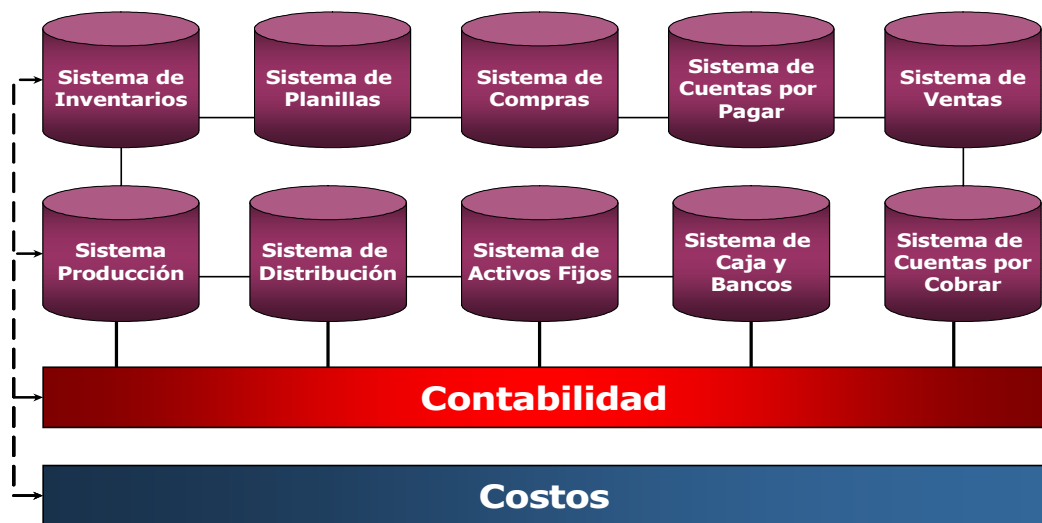 Sistema de
Inventarios
Sistema de
Planillas
Sistema de
Compras
Sistema de
Cuentas por
Pagar
Sistema de
Ventas
Sistema
Producción
Sistema de
Distribución
Sistema de
Activos Fijos
Sistema de
Caja y
Bancos
Sistema de
Cuentas por
Cobrar
Contabilidad
Costos